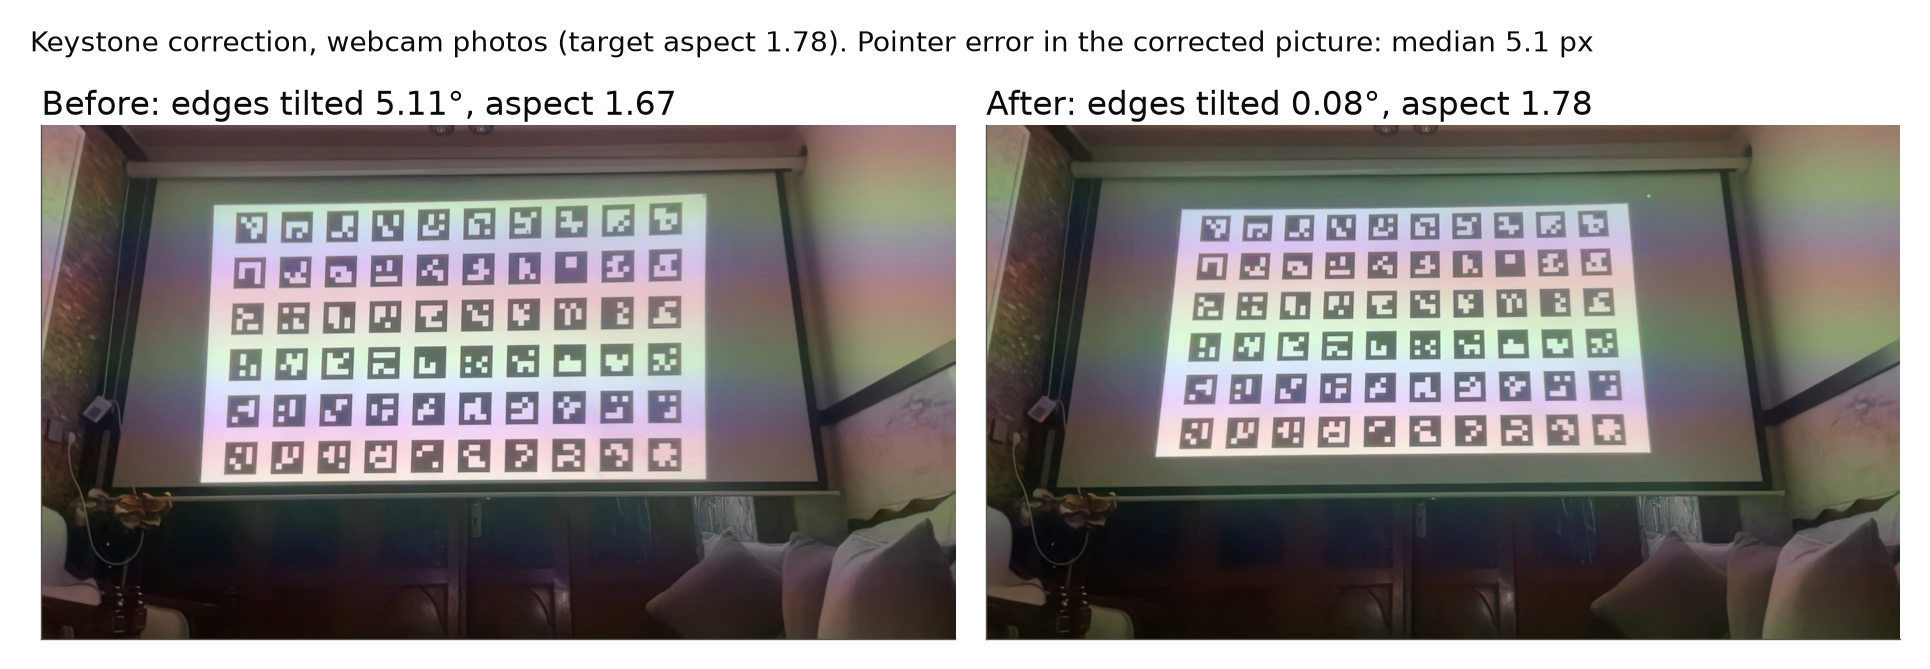 Keystone correction, webcam photos (target aspect 1.78). Pointer error in the corrected picture: median 5.1 px
Before: edges tilted 5.11°, aspect 1.67
After: edges tilted 0.08°, aspect 1.78